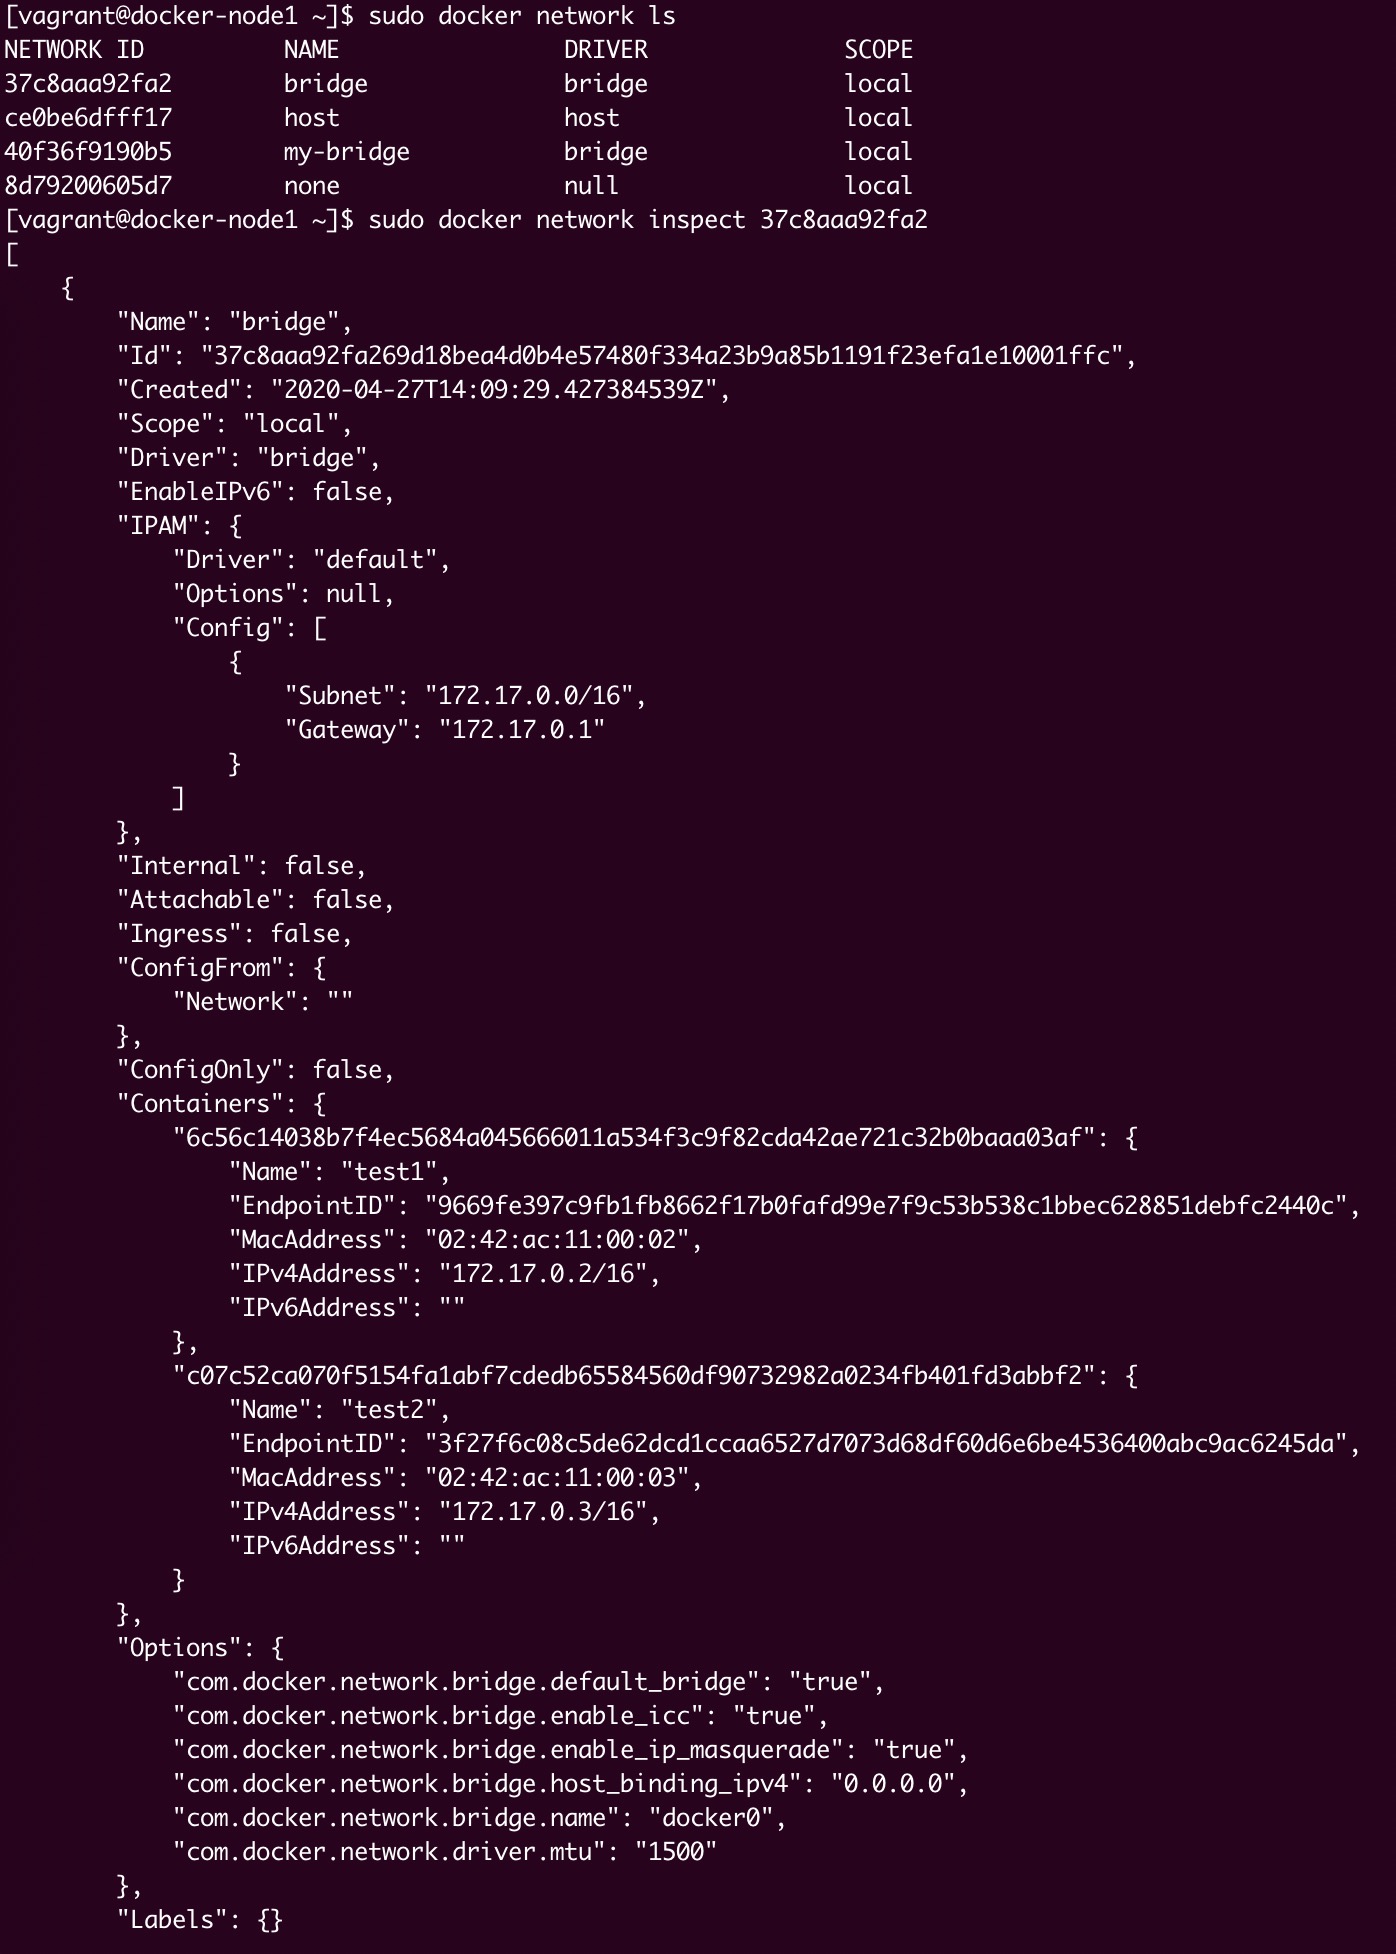 [vagrant@docker-node1 ~]$ sudo docker network ls
NETWORK ID        NAME                DRIVER              SCOPE
37c8aaa92fa2        bridge              bridge              local
ce0be6dfff17        host                host                local
40f36f9190b5        my-bridge           bridge              local
8d79200605d7        none                null                local
[vagrant@docker-node1 ~]$ sudo docker network inspect 37c8aaa92fa2
[
    {
        "Name": "bridge",
        "Id": "37c8aaa92fa269d18bea4d0b4e57480f334a23b9a85b1191f23efa1e10001ffc",
        "Created": "2020-04-27T14:09:29.427384539Z",
        "Scope": "local",
        "Driver": "bridge",
        "EnableIPv6": false,
        "IPAM": {
            "Driver": "default",
            "Options": null,
            "Config": [
                {
                    "Subnet": "172.17.0.0/16",
                    "Gateway": "172.17.0.1"
                }
            ]
        },
        "Internal": false,
        "Attachable": false,
        "Ingress": false,
        "ConfigFrom": {
            "Network": ""
        },
        "ConfigOnly": false,
        "Containers": {
            "6c56c14038b7f4ec5684a045666011a534f3c9f82cda42ae721c32b0baaa03af": {
                "Name": "test1",
                "EndpointID": "9669fe397c9fb1fb8662f17b0fafd99e7f9c53b538c1bbec628851debfc2440c",
                "MacAddress": "02:42:ac:11:00:02",
                "IPv4Address": "172.17.0.2/16",
                "IPv6Address": ""
            },
            "c07c52ca070f5154fa1abf7cdedb65584560df90732982a0234fb401fd3abbf2": {
                "Name": "test2",
                "EndpointID": "3f27f6c08c5de62dcd1ccaa6527d7073d68df60d6e6be4536400abc9ac6245da",
                "MacAddress": "02:42:ac:11:00:03",
                "IPv4Address": "172.17.0.3/16",
                "IPv6Address": ""
            }
        },
        "Options": {
            "com.docker.network.bridge.default_bridge": "true",
            "com.docker.network.bridge.enable_icc": "true",
            "com.docker.network.bridge.enable_ip_masquerade": "true",
            "com.docker.network.bridge.host_binding_ipv4": "0.0.0.0",
            "com.docker.network.bridge.name": "docker0",
            "com.docker.network.driver.mtu": "1500"
        },
        "Labels": {}